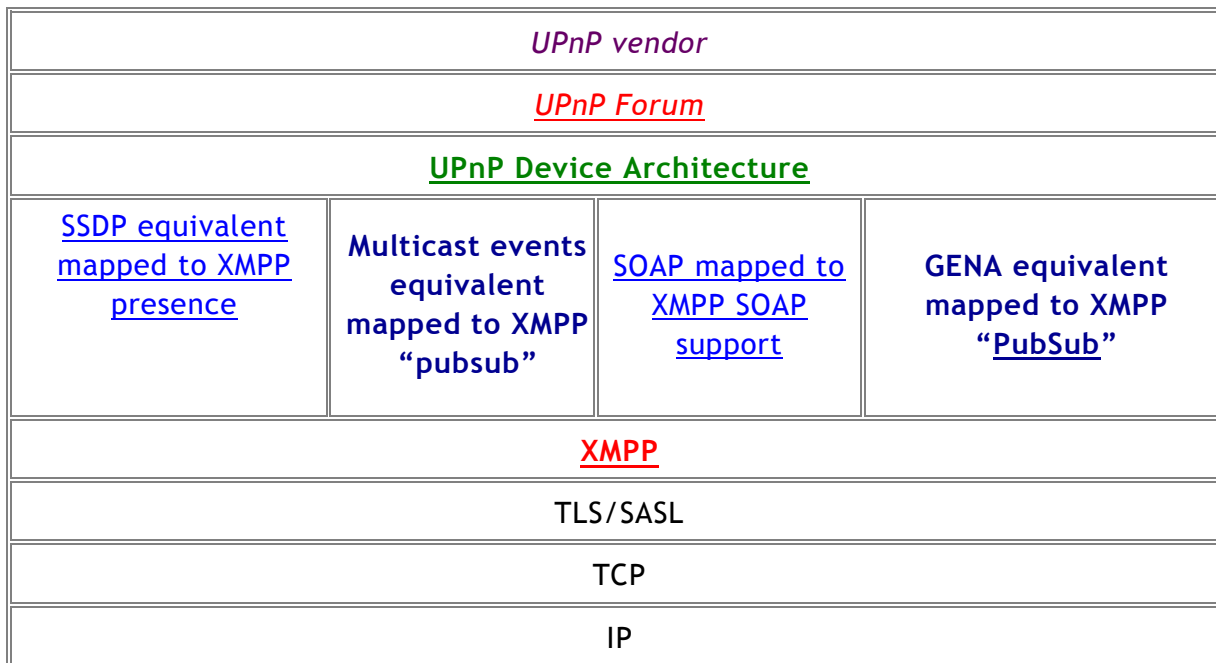 UPnP vendor
UPnP Forum
UPnP Device Architecture
SSDP equivalent
mapped to XMPP
presence
Multicast events
equivalent
mapped to XMPP
“pubsub”
SOAP mapped to
XMPP SOAP
support
GENA equivalent
mapped to XMPP
“PubSub”
XMPP
TLS/SASL
TCP
IP